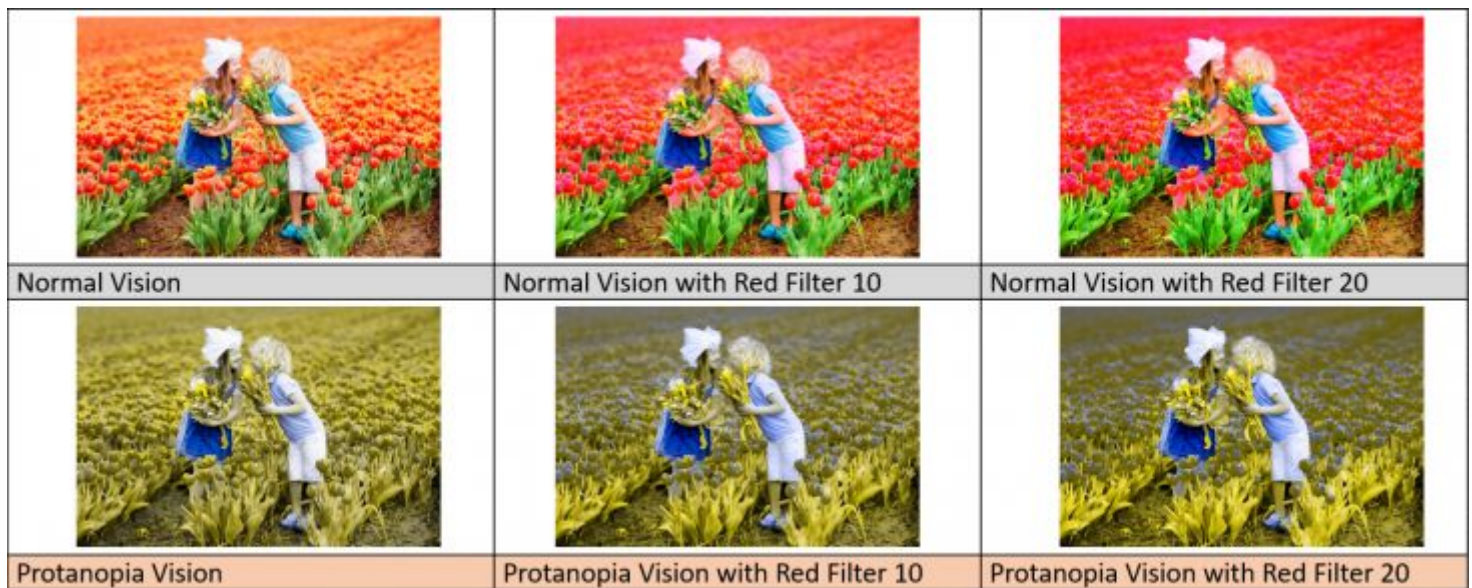 Normal Vision
Normal Vision with Red Filter 10
Normal Vision with Red Filter 20
Protanopia Vision
Protanopia Vision with Red Filter 10
Protanopia Vision with Red Filter 20